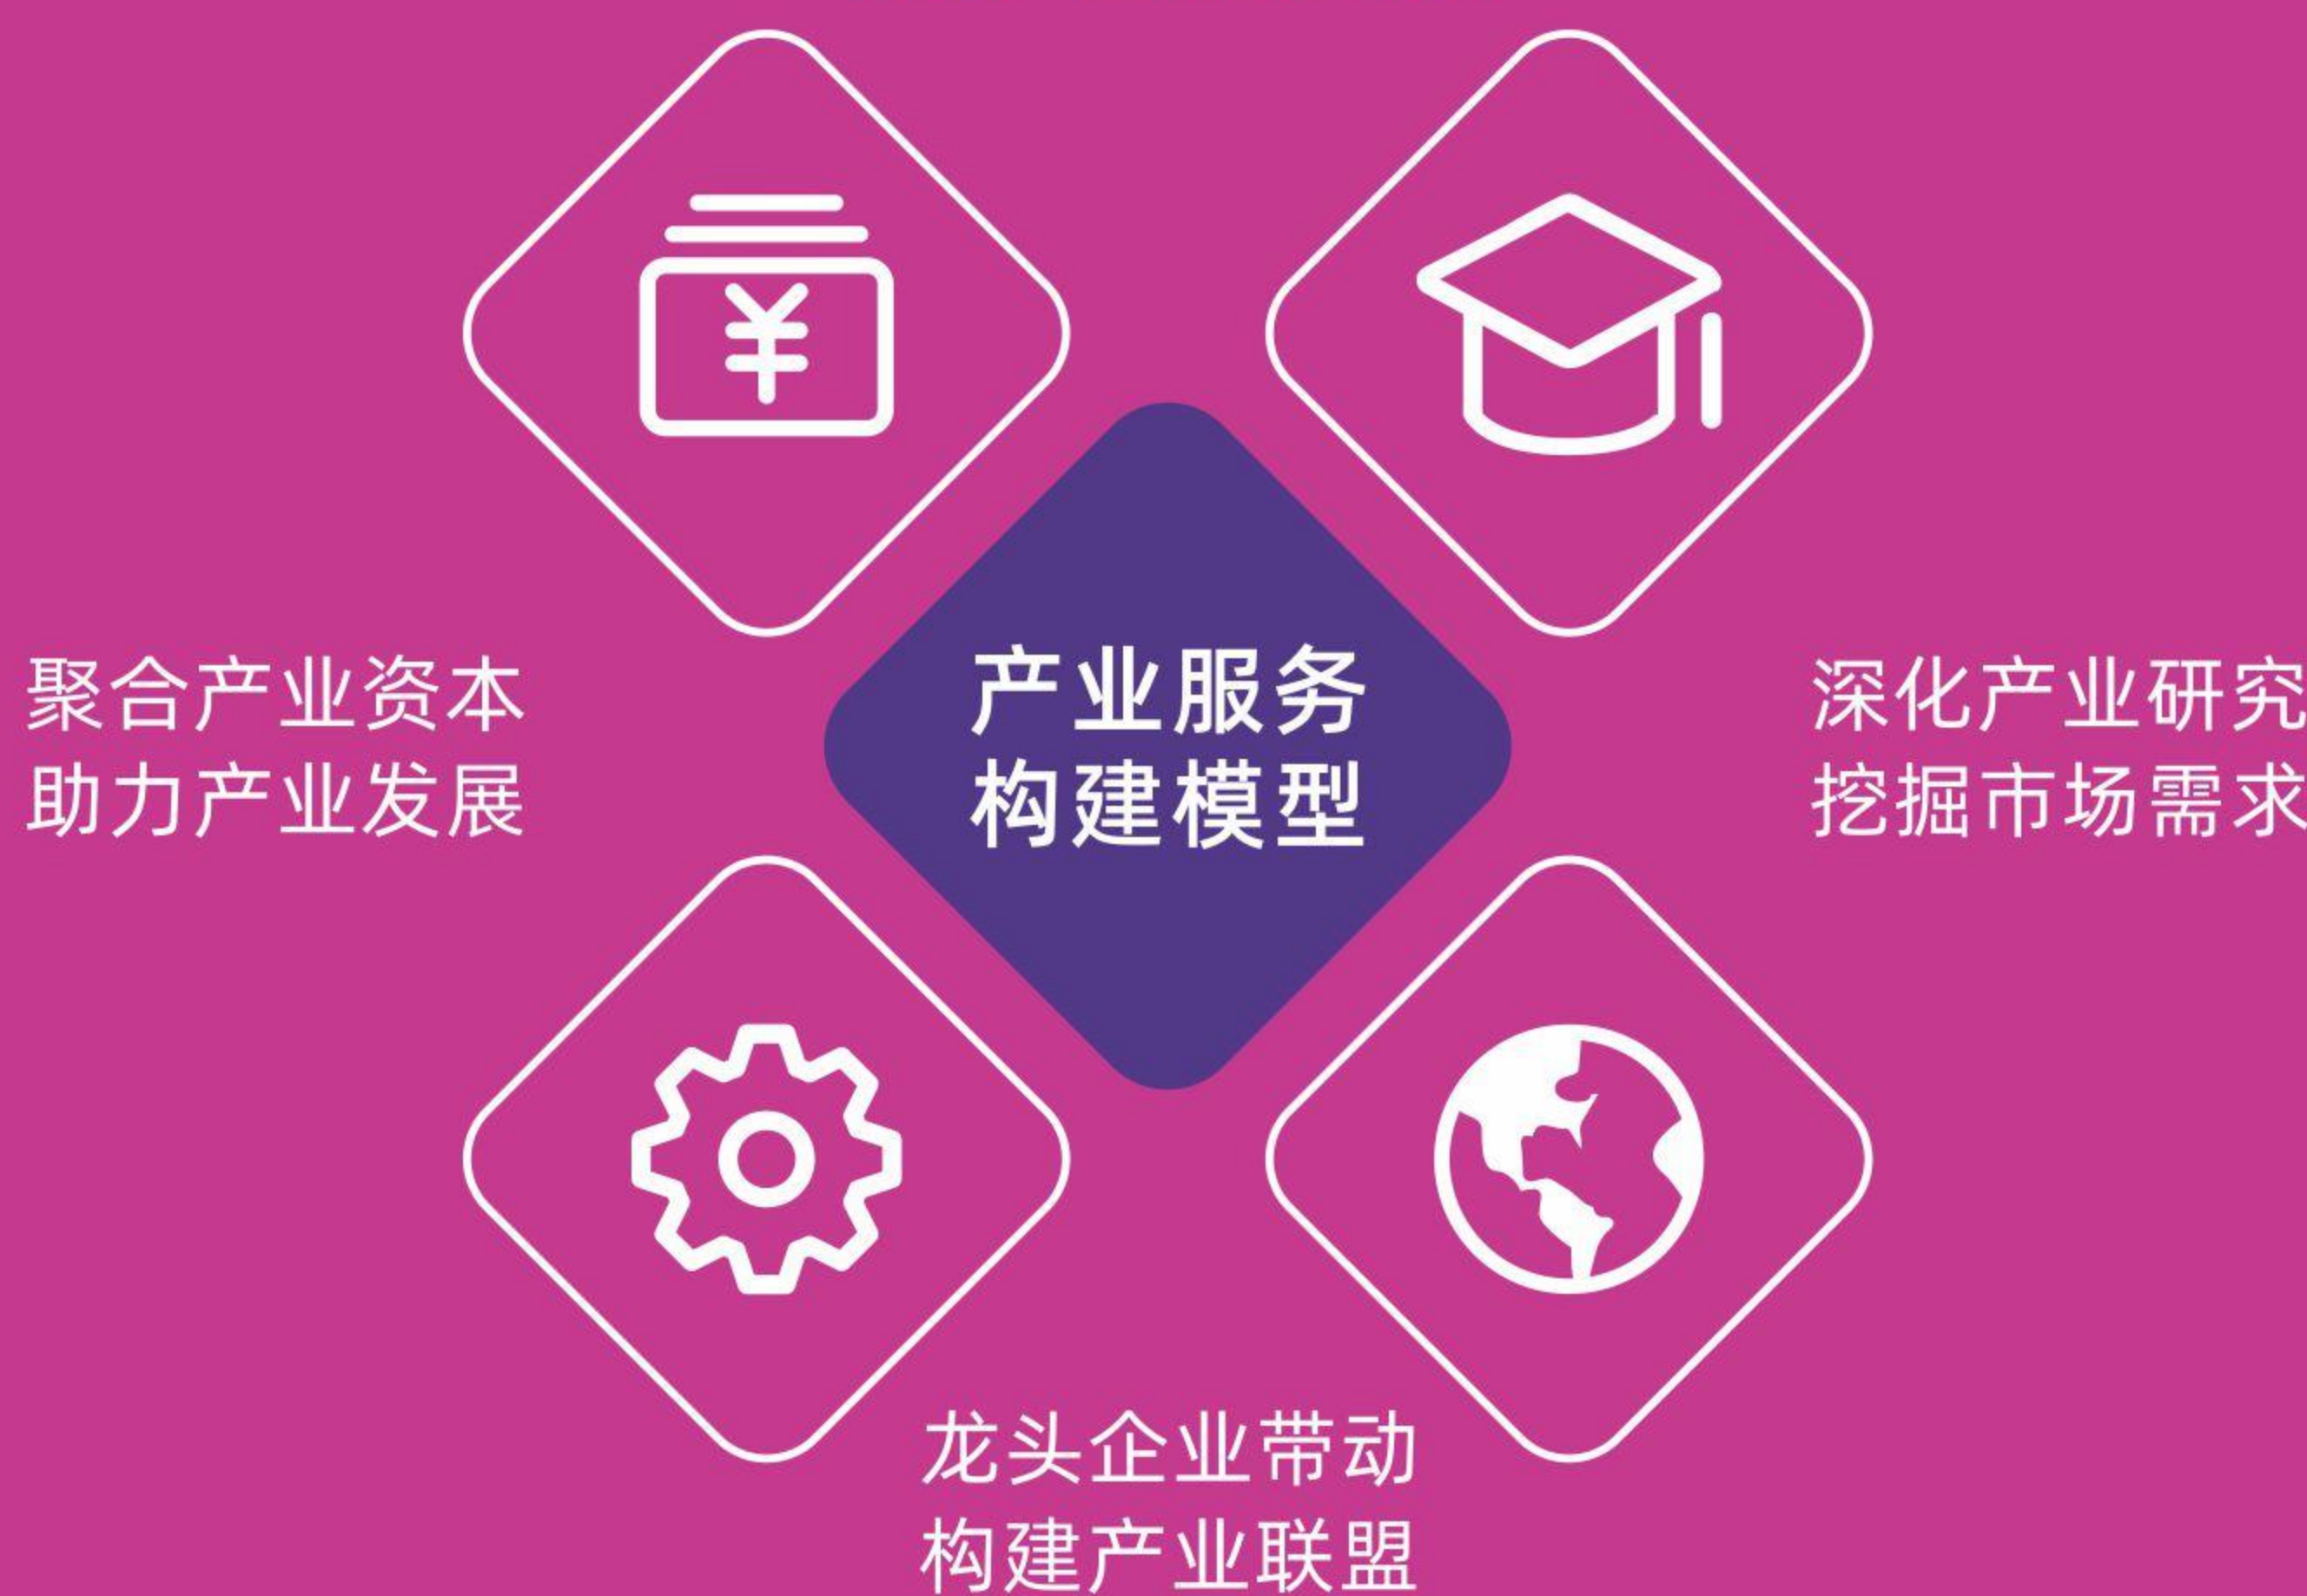 产业服务
构建模型
聚合产业资本
助力产业发展
深化产业研究
挖掘市场需求
龙头企业带动
构建产业联盟